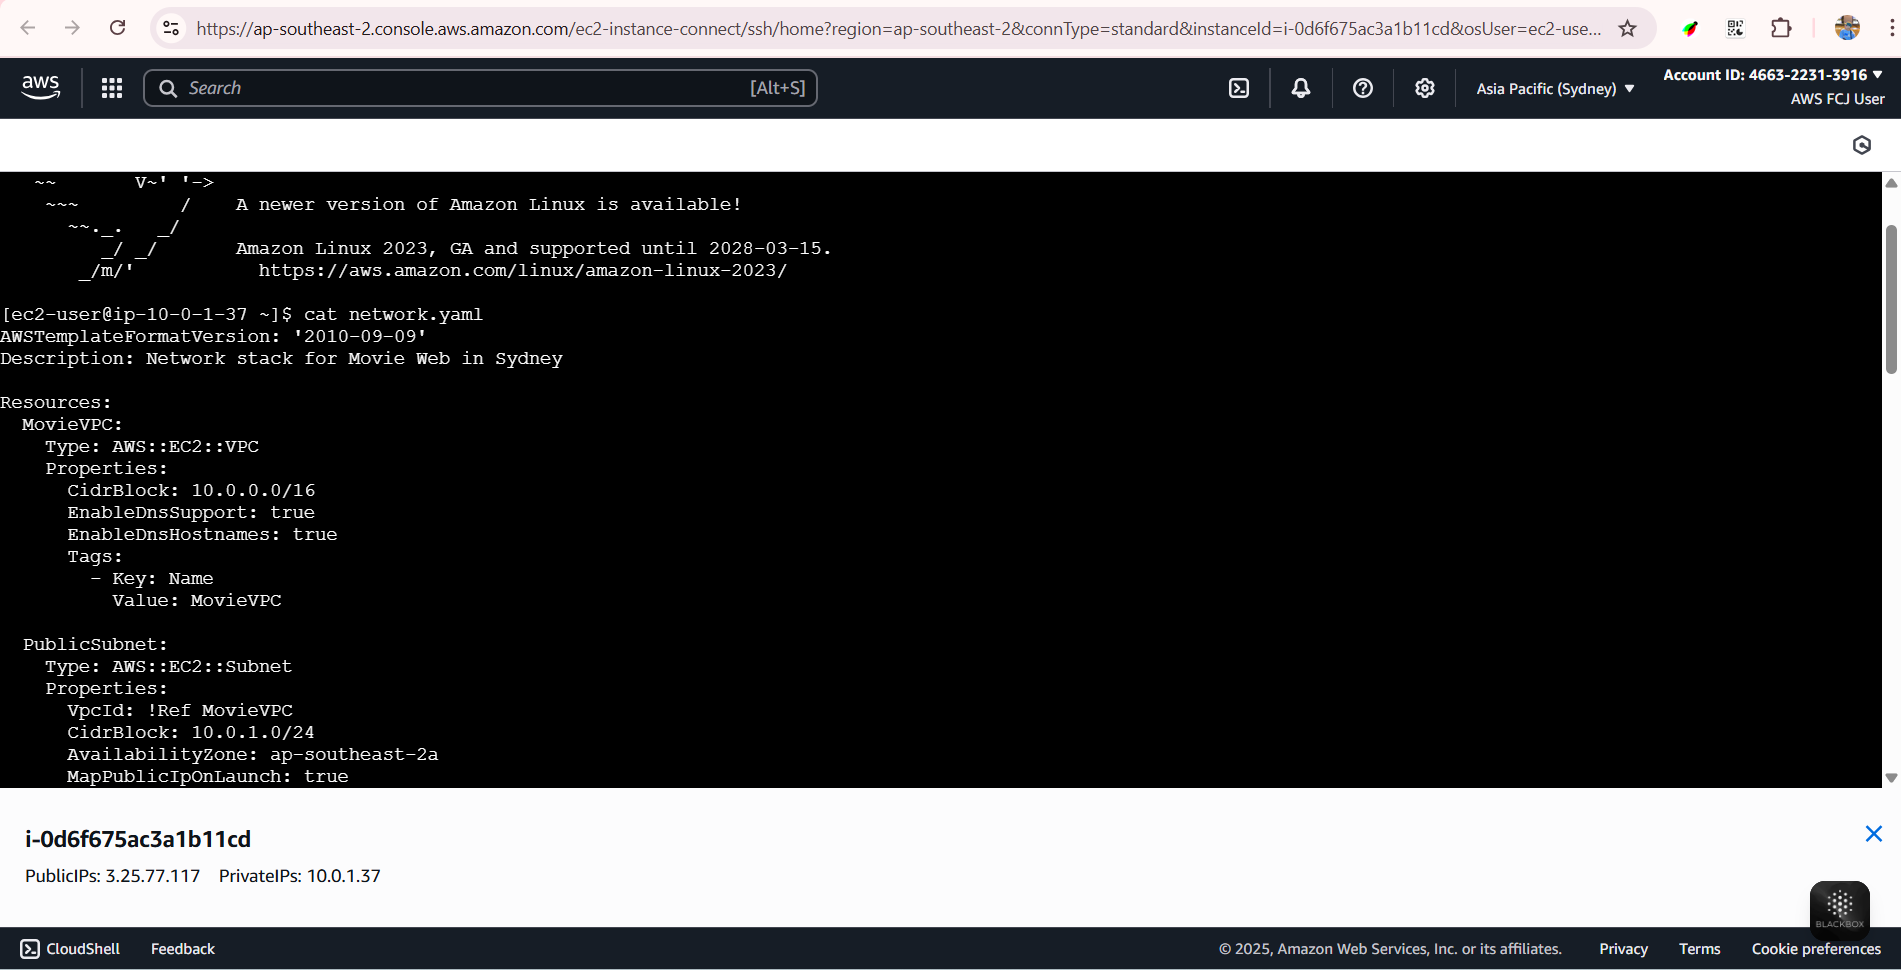 https://ap-southeast-2.console.aws.amazon.com/ec2-instance-connect/ssh/home?region=ap-southeast-2&connType=standard&instanceId=i-0d6f675ac3a1b11cd&osUser=ec2-use...
aws
Search [Alt+S]
Asia Pacific (Sydney)
Account ID: 4663-2231-3916
AWS FCJ User
~~       V~' '->
~~~         /    A newer version of Amazon Linux is available!
~~._.   _/
_/ _/       Amazon Linux 2023, GA and supported until 2028-03-15.
_/m/'           https://aws.amazon.com/linux/amazon-linux-2023/
[ec2-user@ip-10-0-1-37 ~]$ cat network.yaml
AWSTemplateFormatVersion: '2010-09-09'
Description: Network stack for Movie Web in Sydney
Resources:
  MovieVPC:
    Type: AWS::EC2::VPC
    Properties:
      CidrBlock: 10.0.0.0/16
      EnableDnsSupport: true
      EnableDnsHostnames: true
      Tags:
        - Key: Name
          Value: MovieVPC
  PublicSubnet:
    Type: AWS::EC2::Subnet
    Properties:
      VpcId: !Ref MovieVPC
      CidrBlock: 10.0.1.0/24
      AvailabilityZone: ap-southeast-2a
      MapPublicIpOnLaunch: true
i-0d6f675ac3a1b11cd
PublicIPs: 3.25.77.117 PrivateIPs: 10.0.1.37
BLACKBOX
CloudShell Feedback © 2025, Amazon Web Services, Inc. or its affiliates. Privacy Terms Cookie preferences